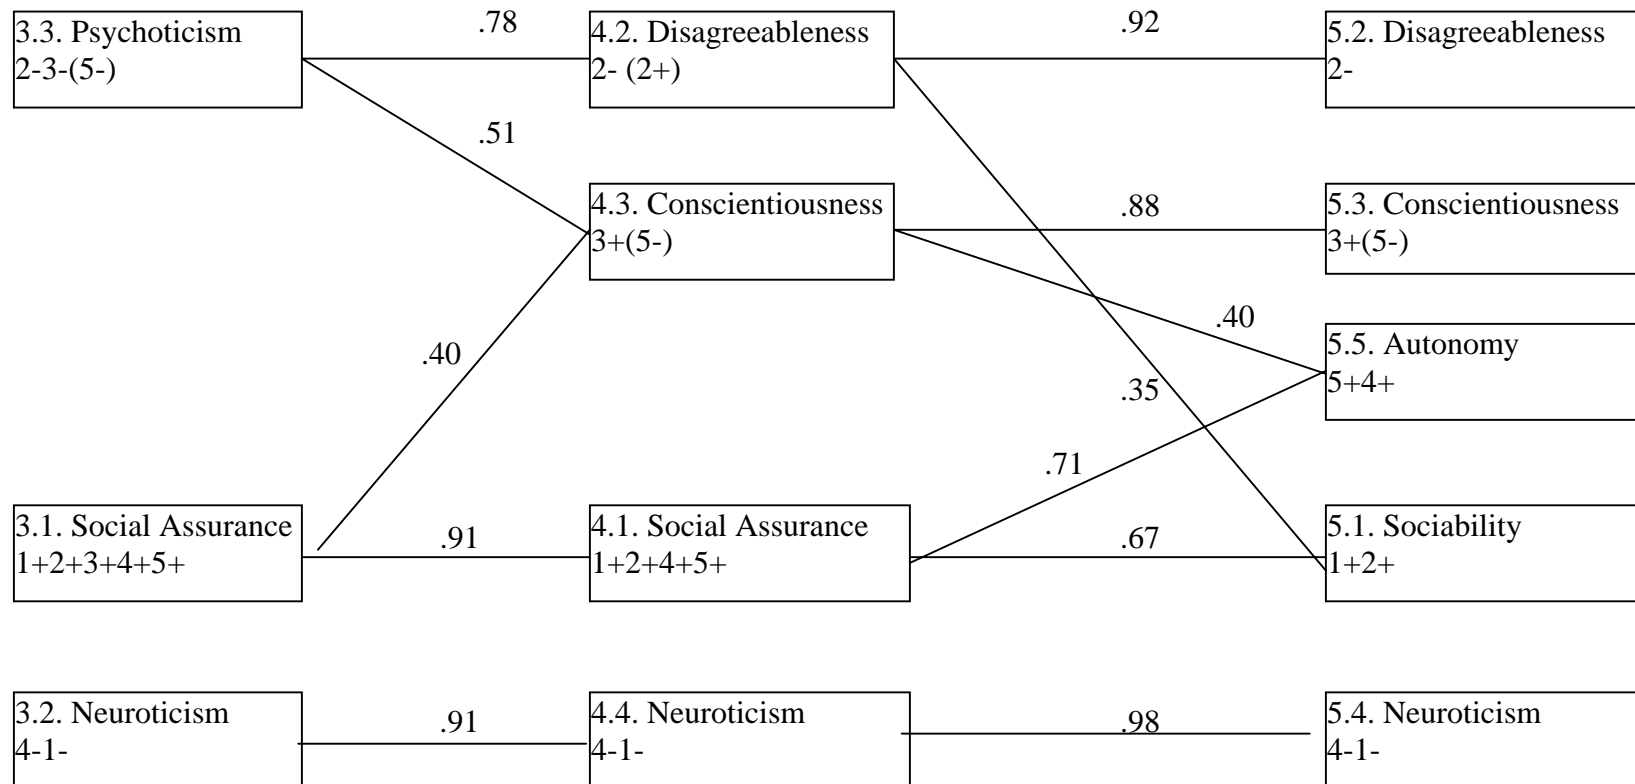 3.3. Psychoticism
2-3-(5-)
.78
4.2. Disagreeableness
2- (2+)
.92
5.2. Disagreeableness
2-
.51
4.3. Conscientiousness
3+(5-)
.88
5.3. Conscientiousness
3+(5-)
.40
5.5. Autonomy
5+4+
.40
.35
.71
3.1. Social Assurance
1+2+3+4+5+
.91
4.1. Social Assurance
1+2+4+5+
.67
5.1. Sociability
1+2+
3.2. Neuroticism
4-1-
.91
4.4. Neuroticism
4-1-
.98
5.4. Neuroticism
4-1-